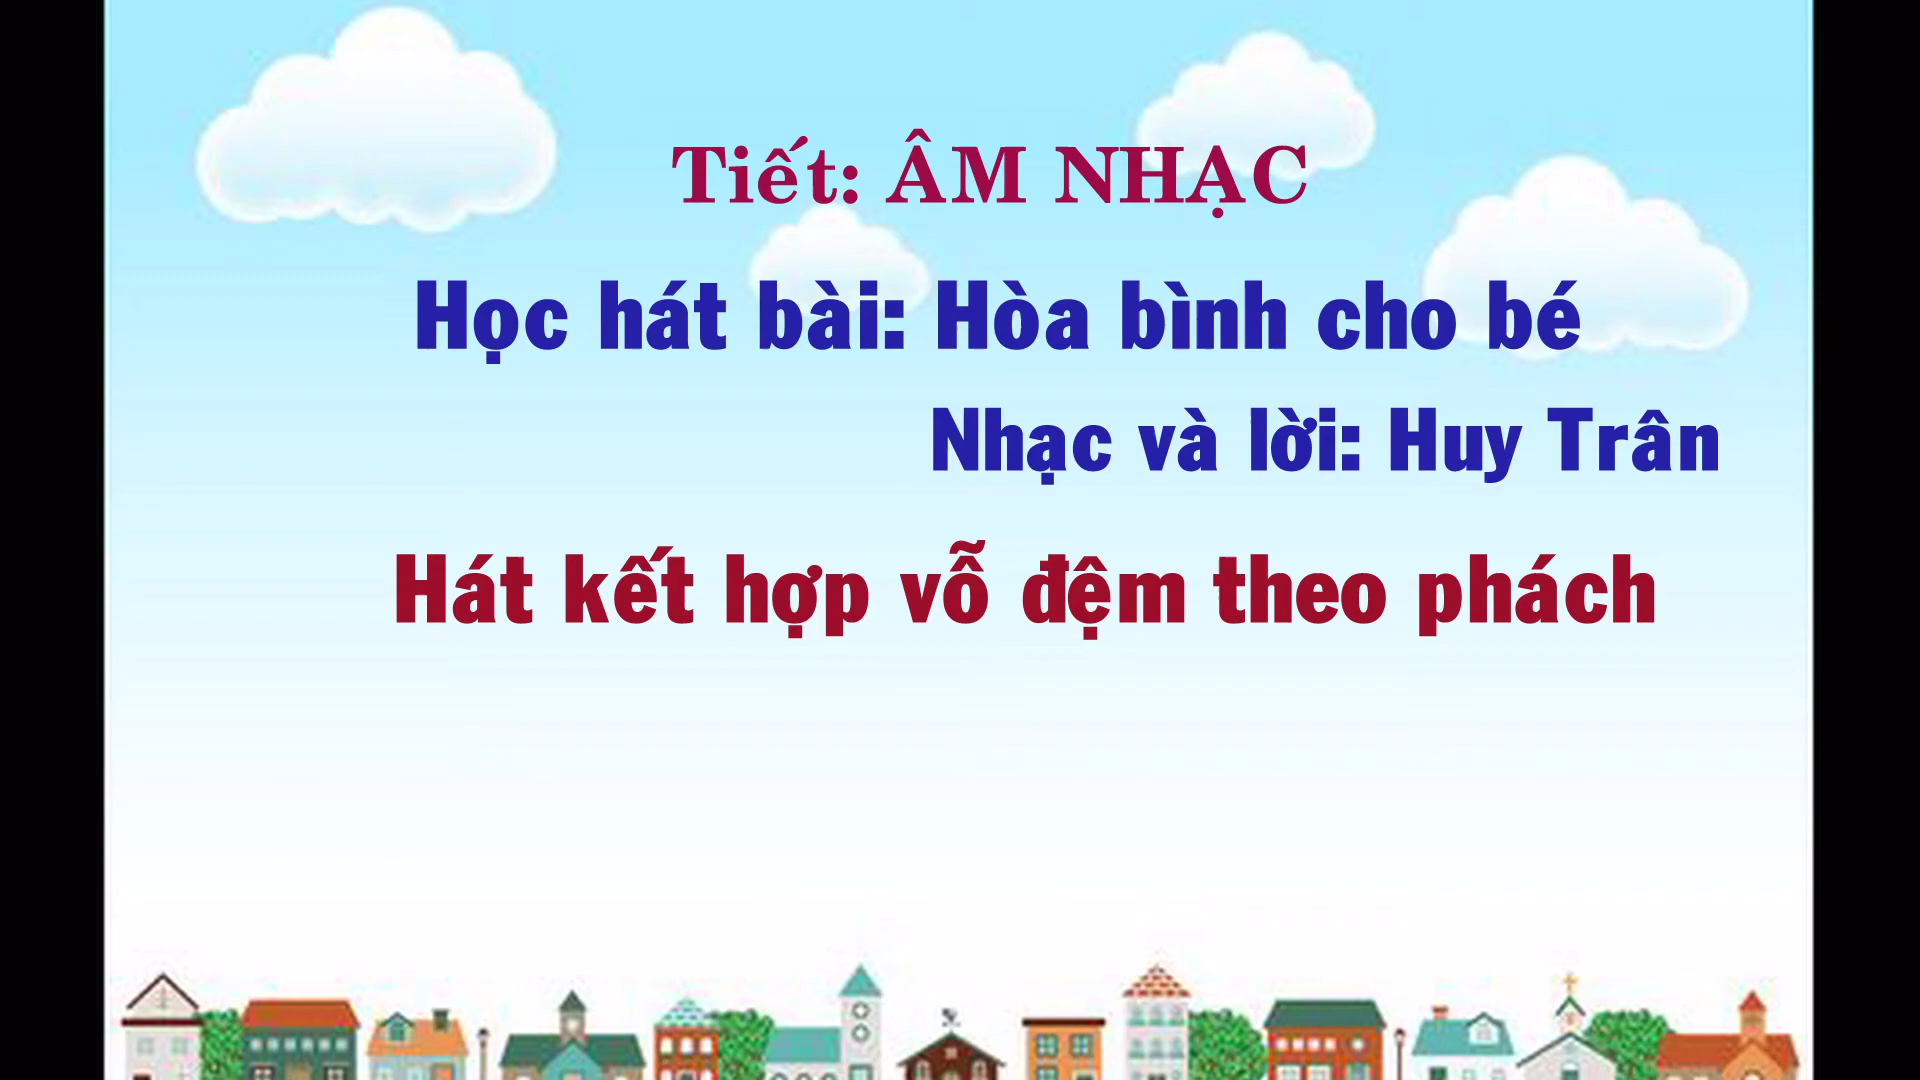 Tiết: ÂM NHẠC
Học hát bài: Hòa bình cho bé
Nhạc và lời: Huy Trân
Hát kết hợp vỗ đệm theo phách